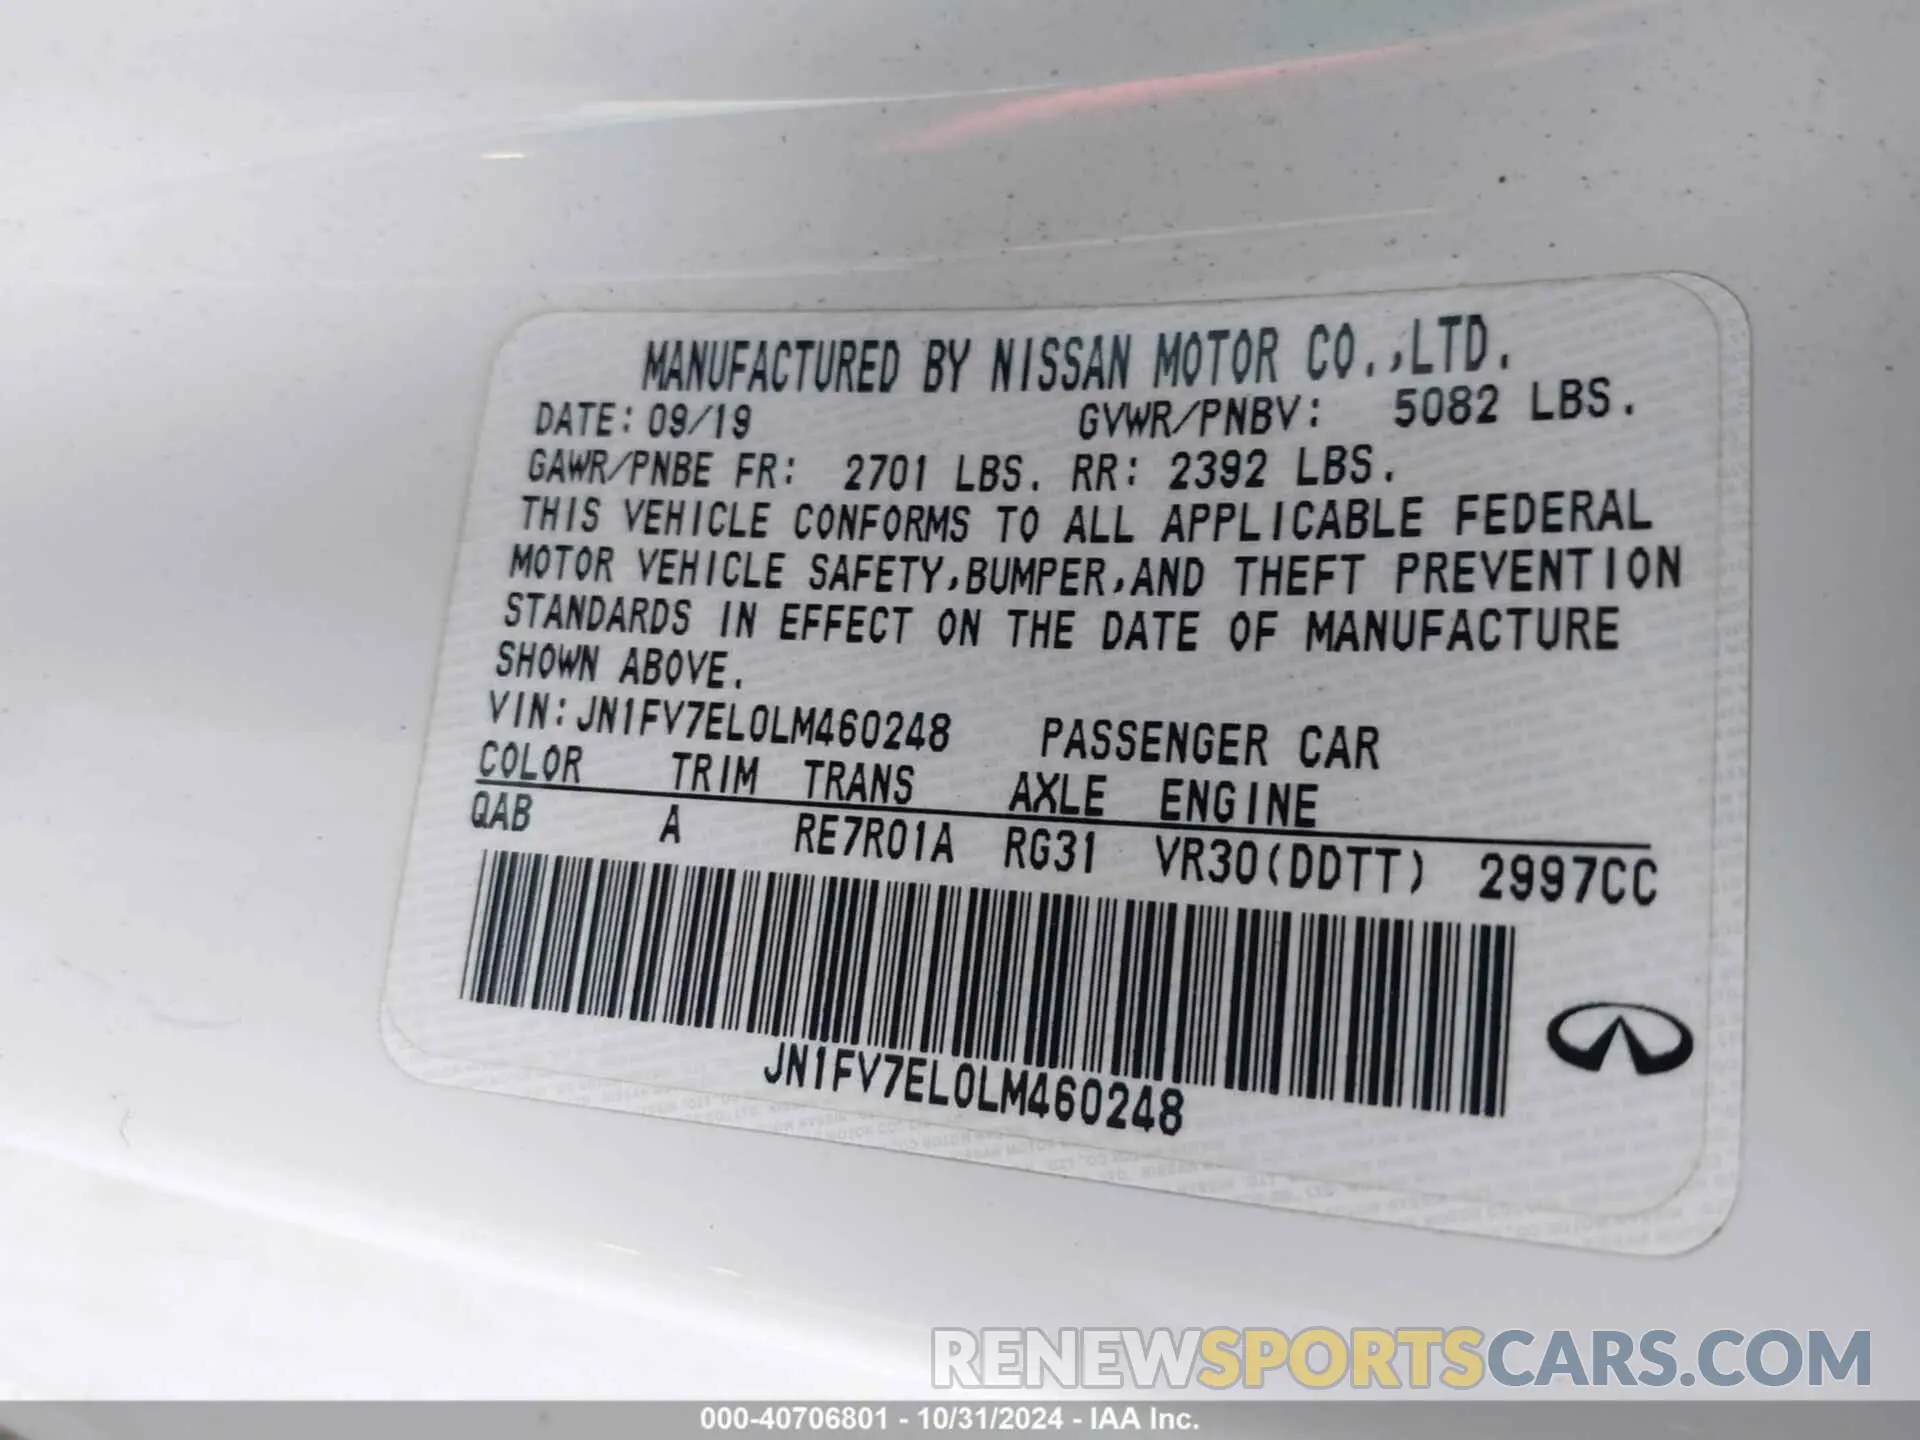 MANUFACTURED BY NISSAN MOTOR CO.,LTD.
DATE:09/19 GVWR/PNBV: 5082 LBS.
GAWR/PNBE FR: 2701 LBS. RR: 2392 LBS.
THIS VEHICLE CONFORMS TO ALL APPLICABLE FEDERAL
MOTOR VEHICLE SAFETY,BUMPER,AND THEFT PREVENTION
STANDARDS IN EFFECT ON THE DATE OF MANUFACTURE
SHOWN ABOVE.
VIN:JN1FV7EL0LM460248 PASSENGER CAR
COLOR TRIM TRANS AXLE ENGINE
QAB A RE7R01A RG31 VR30(DDTT) 2997CC
JN1FV7EL0LM460248
RENEWSPORTSCARS.COM
000-40706801 - 10/31/2024 - IAA Inc.